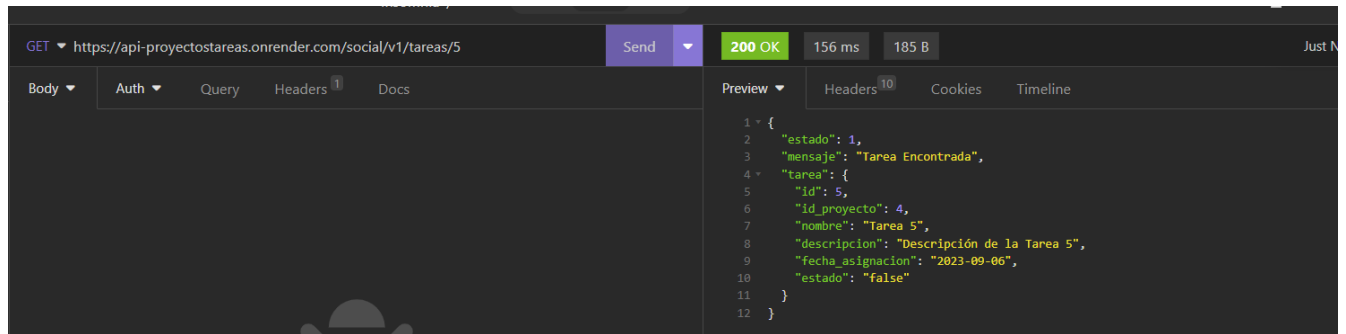 GET https://api-proyectostareas.onrender.com/social/v1/tareas/5 Send
200 OK 156 ms 185 B Just
Body Auth Query Headers 1 Docs
Preview Headers 10 Cookies Timeline
1 {
2 "estado": 1,
3 "mensaje": "Tarea Encontrada",
4 "tarea": {
5 "id": 5,
6 "id_proyecto": 4,
7 "nombre": "Tarea 5",
8 "descripcion": "Descripción de la Tarea 5",
9 "fecha_asignacion": "2023-09-06",
10 "estado": "false"
11 }
12 }